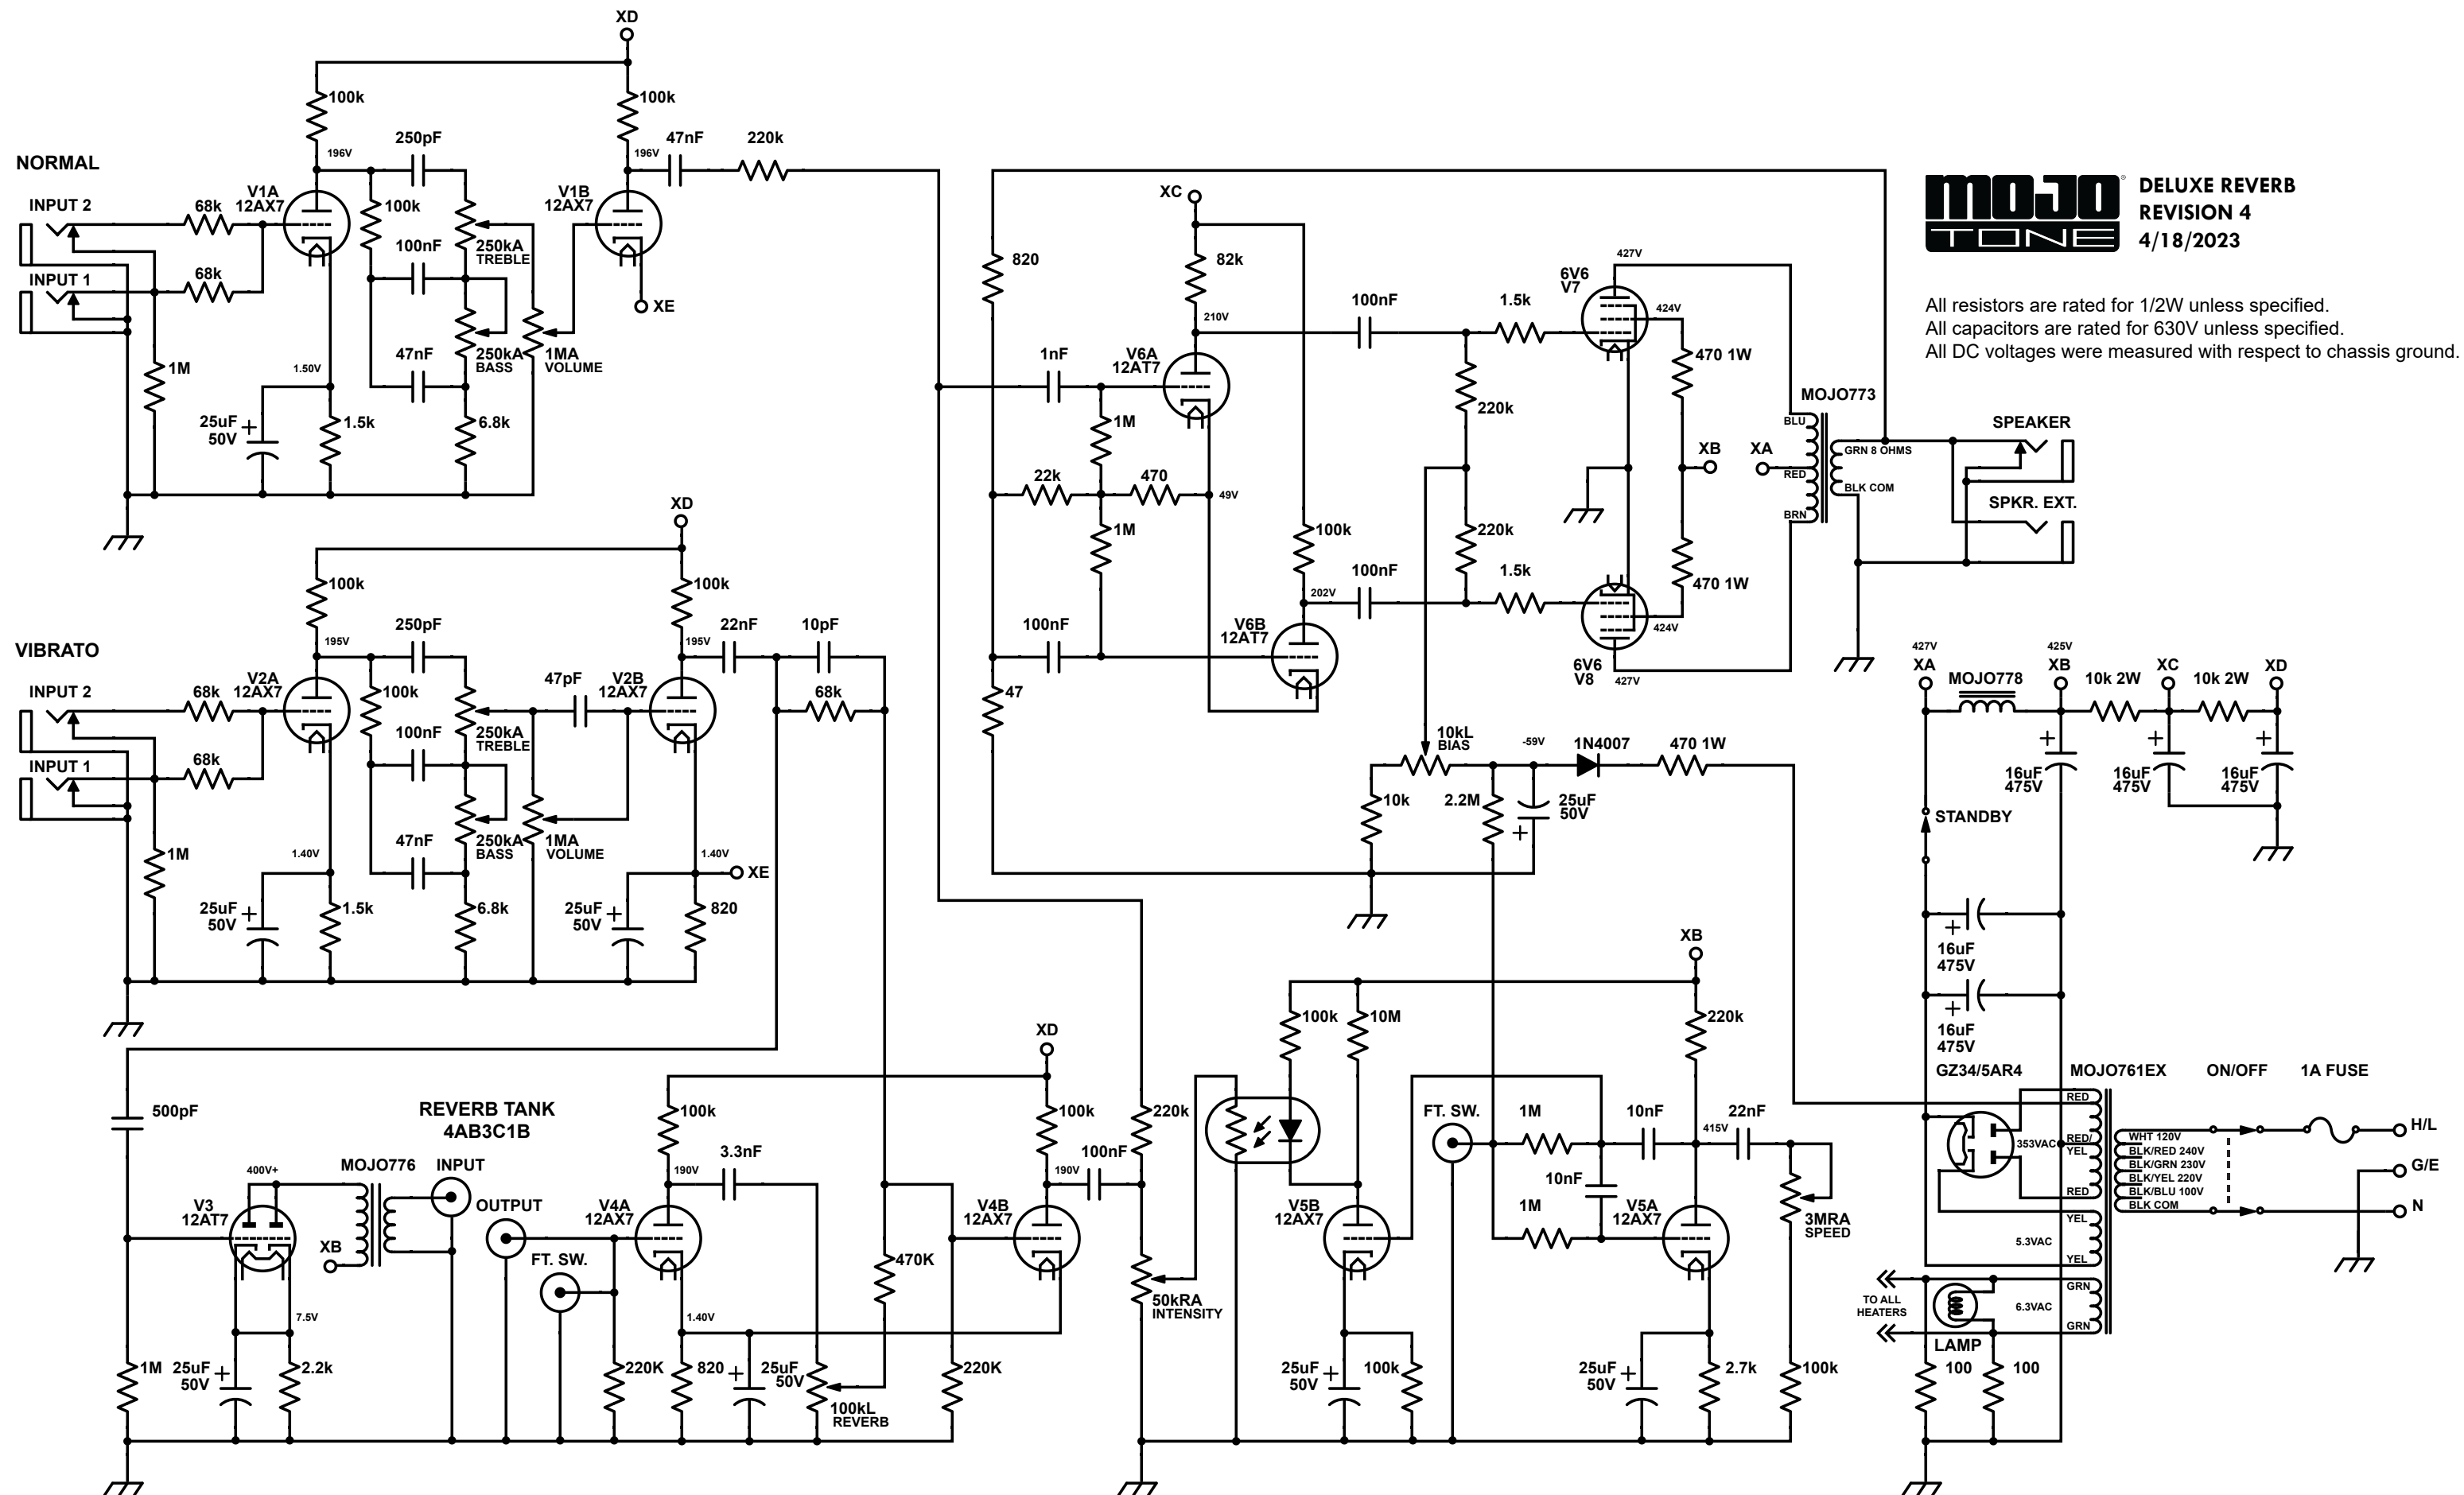 XD
100k
100k
196V
196V
250pF
47nF
220k
NORMAL
INPUT 2
68k
V1A
12AX7
100k
V1B
12AX7
100nF
250kA
TREBLE
INPUT 1
68k
XE
1M
1.50V
47nF
250kA
BASS
1MA
VOLUME
25uF
50V
1.5k
6.8k
XD
100k
100k
195V
195V
250pF
22nF
10pF
VIBRATO
INPUT 2
68k
V2A
12AX7
100k
47pF
V2B
12AX7
68k
100nF
250kA
TREBLE
INPUT 1
68k
1M
1.40V
47nF
250kA
BASS
1MA
VOLUME
1.40V
XE
25uF
50V
1.5k
6.8k
25uF
50V
820
500pF
REVERB TANK
4AB3C1B
MOJO776
INPUT
400V+
V3
12AT7
XB
OUTPUT
FT. SW.
7.5V
1M
25uF
50V
2.2k
XD
100k
3.3nF
190V
V4A
12AX7
1.40V
220K
820
25uF
50V
100kL
REVERB
470K
220K
100k
190V
V4B
12AX7
100nF
220k
50kRA
INTENSITY
XC
820
82k
210V
1nF
V6A
12AT7
1M
22k
470
49V
1M
100k
100nF
202V
V6B
12AT7
47
100nF
1.5k
220k
220k
100nF
1.5k
427V
6V6
V7
424V
470 1W
XB
470 1W
424V
6V6
V8
427V
XA
MOJO773
BLU
RED
BRN
GRN 8 OHMS
BLK COM
SPEAKER
SPKR. EXT.
10kL
BIAS
-59V
1N4007
470 1W
10k
2.2M
25uF
50V
XB
100k
10M
220k
FT. SW.
1M
10nF
415V
22nF
10nF
1M
V5B
12AX7
V5A
12AX7
3MRA
SPEED
25uF
50V
100k
25uF
50V
2.7k
100k
MOJO
TONE
®
DELUXE REVERB
REVISION 4
4/18/2023
All resistors are rated for 1/2W unless specified.
All capacitors are rated for 630V unless specified.
All DC voltages were measured with respect to chassis ground.
427V
XA
MOJO778
425V
XB
10k 2W
XC
10k 2W
XD
16uF
475V
16uF
475V
16uF
475V
STANDBY
16uF
475V
16uF
475V
GZ34/5AR4
MOJO761EX
ON/OFF
1A FUSE
RED
353VAC
RED/
YEL
RED
WHT 120V
BLK/RED 240V
BLK/GRN 230V
BLK/YEL 220V
BLK/BLU 100V
BLK COM
H/L
G/E
N
YEL
5.3VAC
YEL
GRN
6.3VAC
GRN
TO ALL
HEATERS
LAMP
100
100